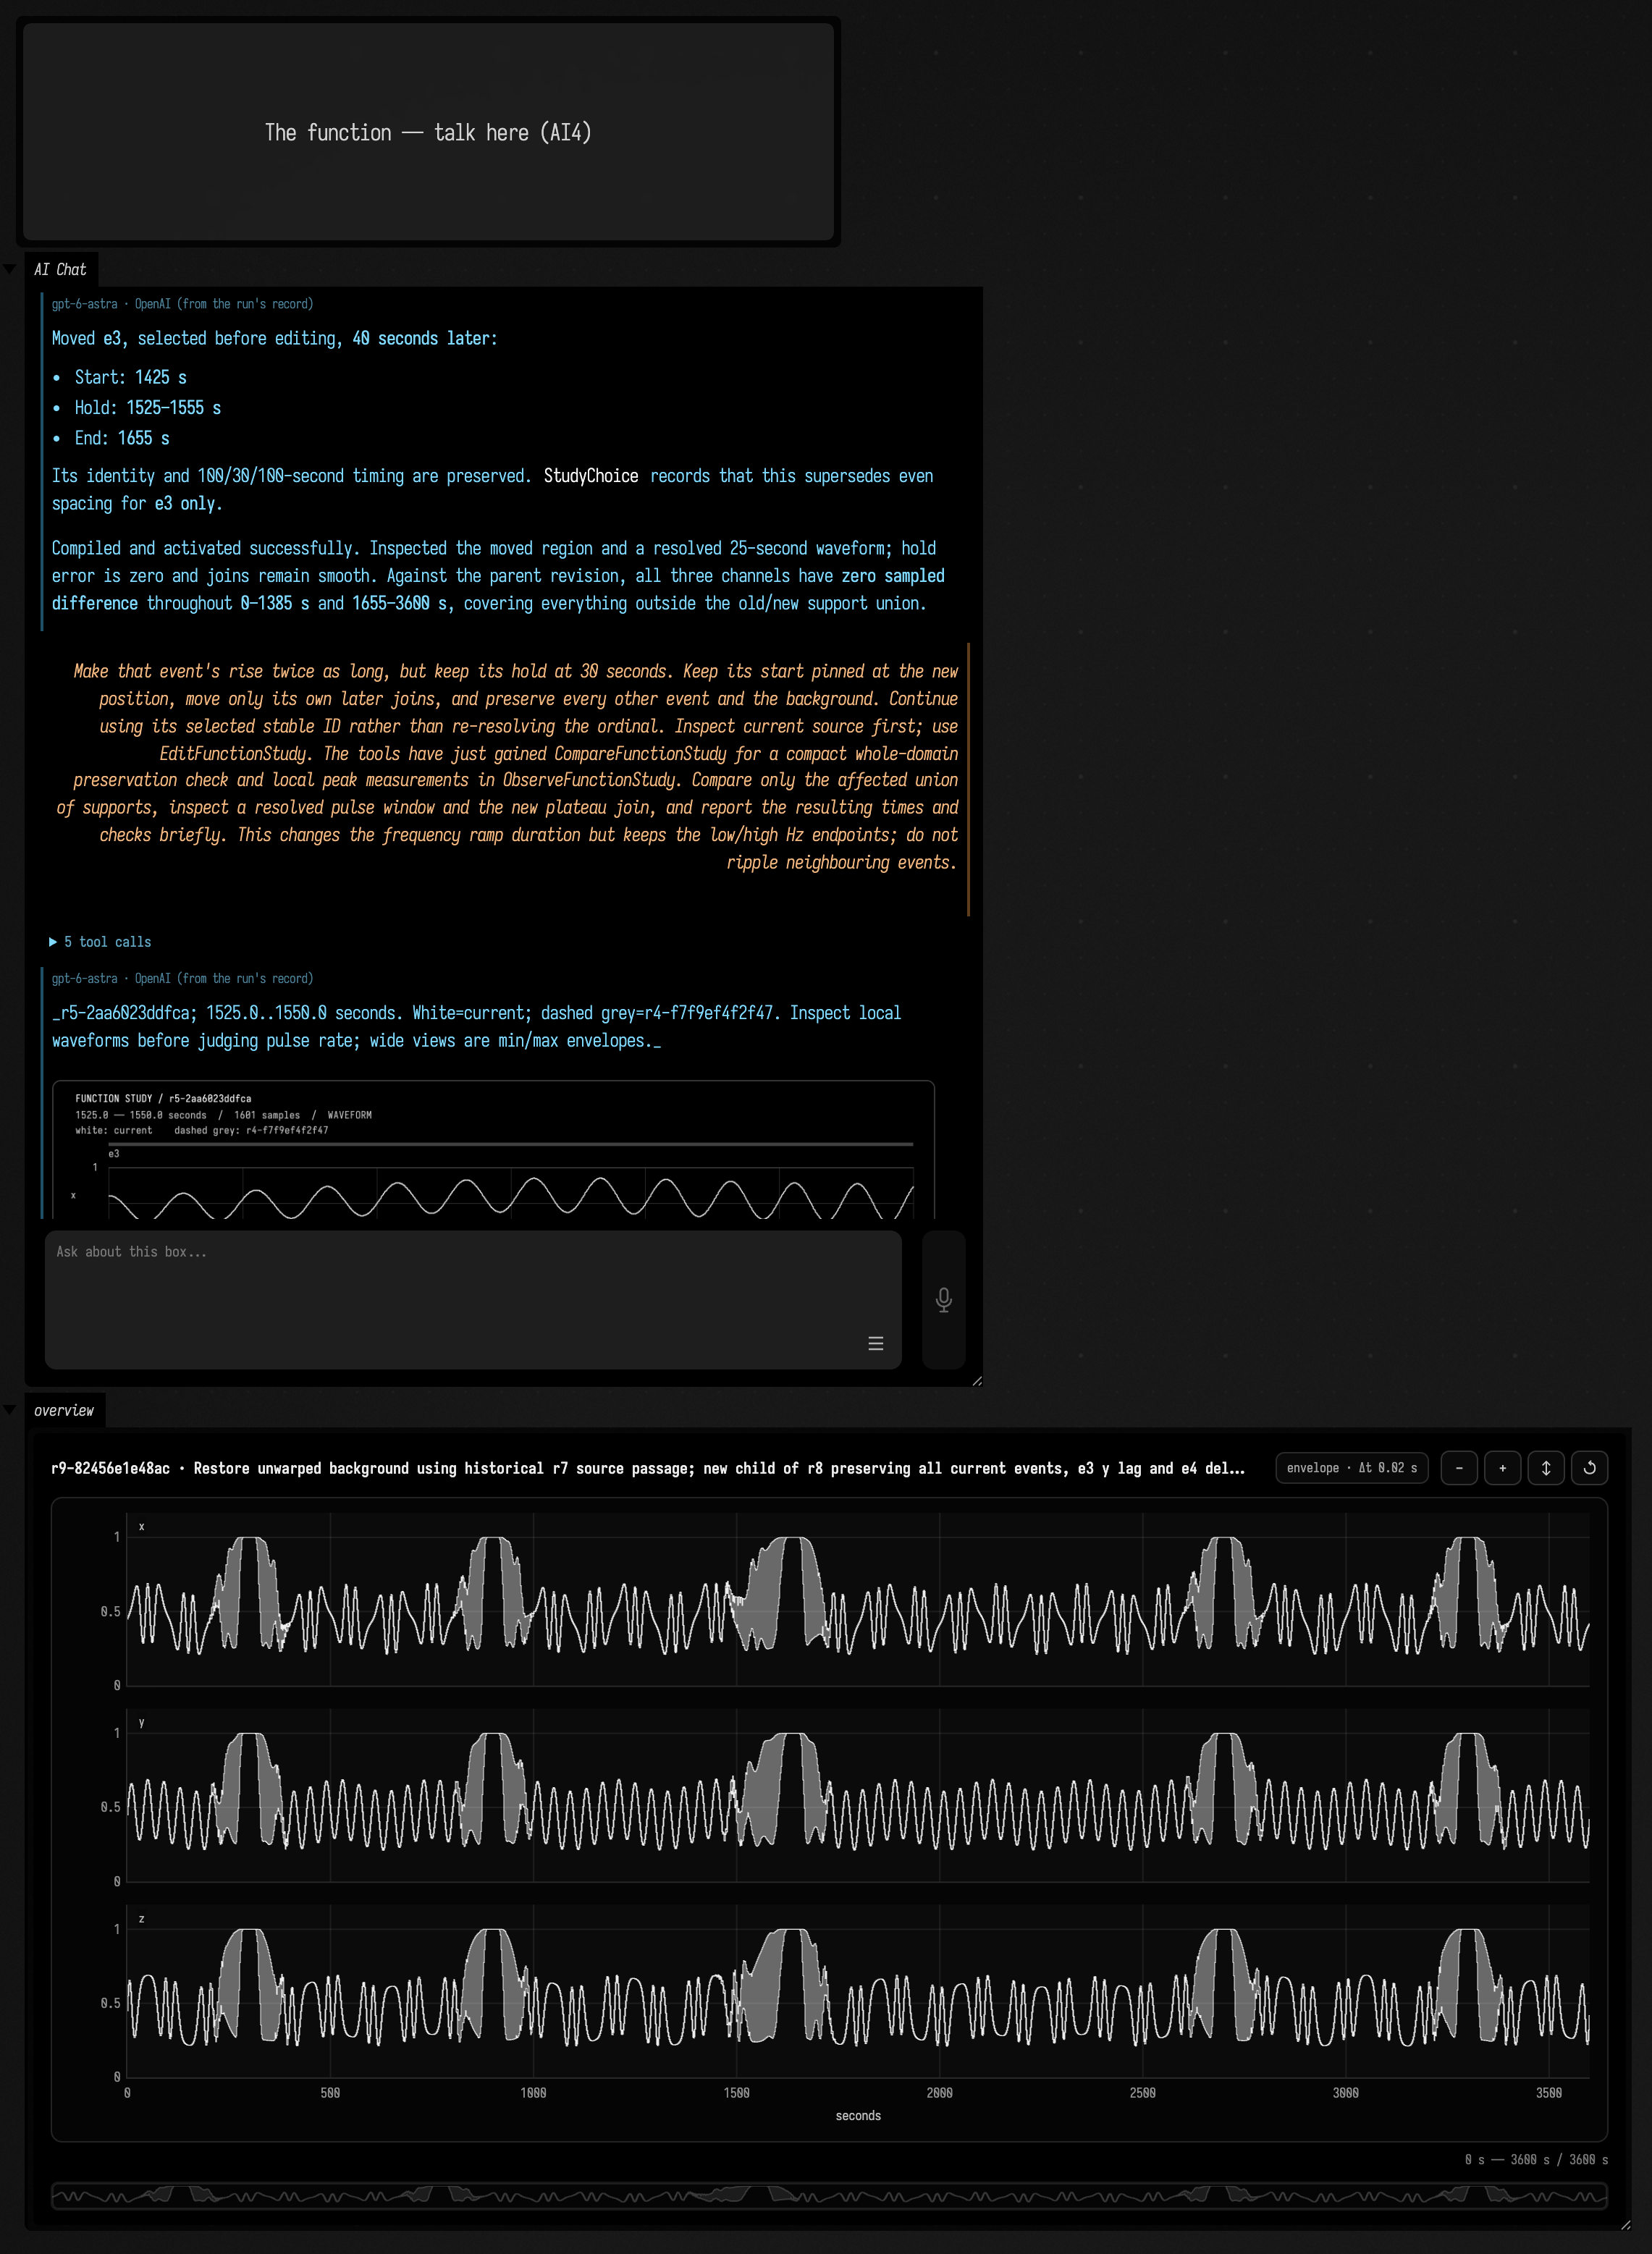 The function — talk here (AI4)
AI Chat
gpt-6-astra · OpenAI (from the run's record)
Moved e3, selected before editing, 40 seconds later:
• Start: 1425 s
• Hold: 1525–1555 s
• End: 1655 s
Its identity and 100/30/100-second timing are preserved. StudyChoice records that this supersedes even
spacing for e3 only.
Compiled and activated successfully. Inspected the moved region and a resolved 25-second waveform; hold
error is zero and joins remain smooth. Against the parent revision, all three channels have zero sampled
difference throughout 0–1385 s and 1655–3600 s, covering everything outside the old/new support union.
Make that event's rise twice as long, but keep its hold at 30 seconds. Keep its start pinned at the new
position, move only its own later joins, and preserve every other event and the background. Continue
using its selected stable ID rather than re-resolving the ordinal. Inspect current source first; use
EditFunctionStudy. The tools have just gained CompareFunctionStudy for a compact whole-domain
preservation check and local peak measurements in ObserveFunctionStudy. Compare only the affected union
of supports, inspect a resolved pulse window and the new plateau join, and report the resulting times and
checks briefly. This changes the frequency ramp duration but keeps the low/high Hz endpoints; do not
ripple neighbouring events.
▶ 5 tool calls
gpt-6-astra · OpenAI (from the run's record)
_r5-2aa6023ddfca; 1525.0..1550.0 seconds. White=current; dashed grey=r4-f7f9ef4f2f47. Inspect local
waveforms before judging pulse rate; wide views are min/max envelopes._
FUNCTION STUDY / r5-2aa6023ddfca
1525.0 — 1550.0 seconds / 1601 samples / WAVEFORM
white: current dashed grey: r4-f7f9ef4f2f47
e3
1
x
Ask about this box...
overview
r9-82456e1e48ac · Restore unwarped background using historical r7 source passage; new child of r8 preserving all current events, e3 y lag and e4 del...
envelope · Δt 0.02 s
− +
x
1
0.5
0
y
1
0.5
0
z
1
0.5
0
0 500 1000 1500 2000 2500 3000 3500
seconds
0 s — 3600 s / 3600 s